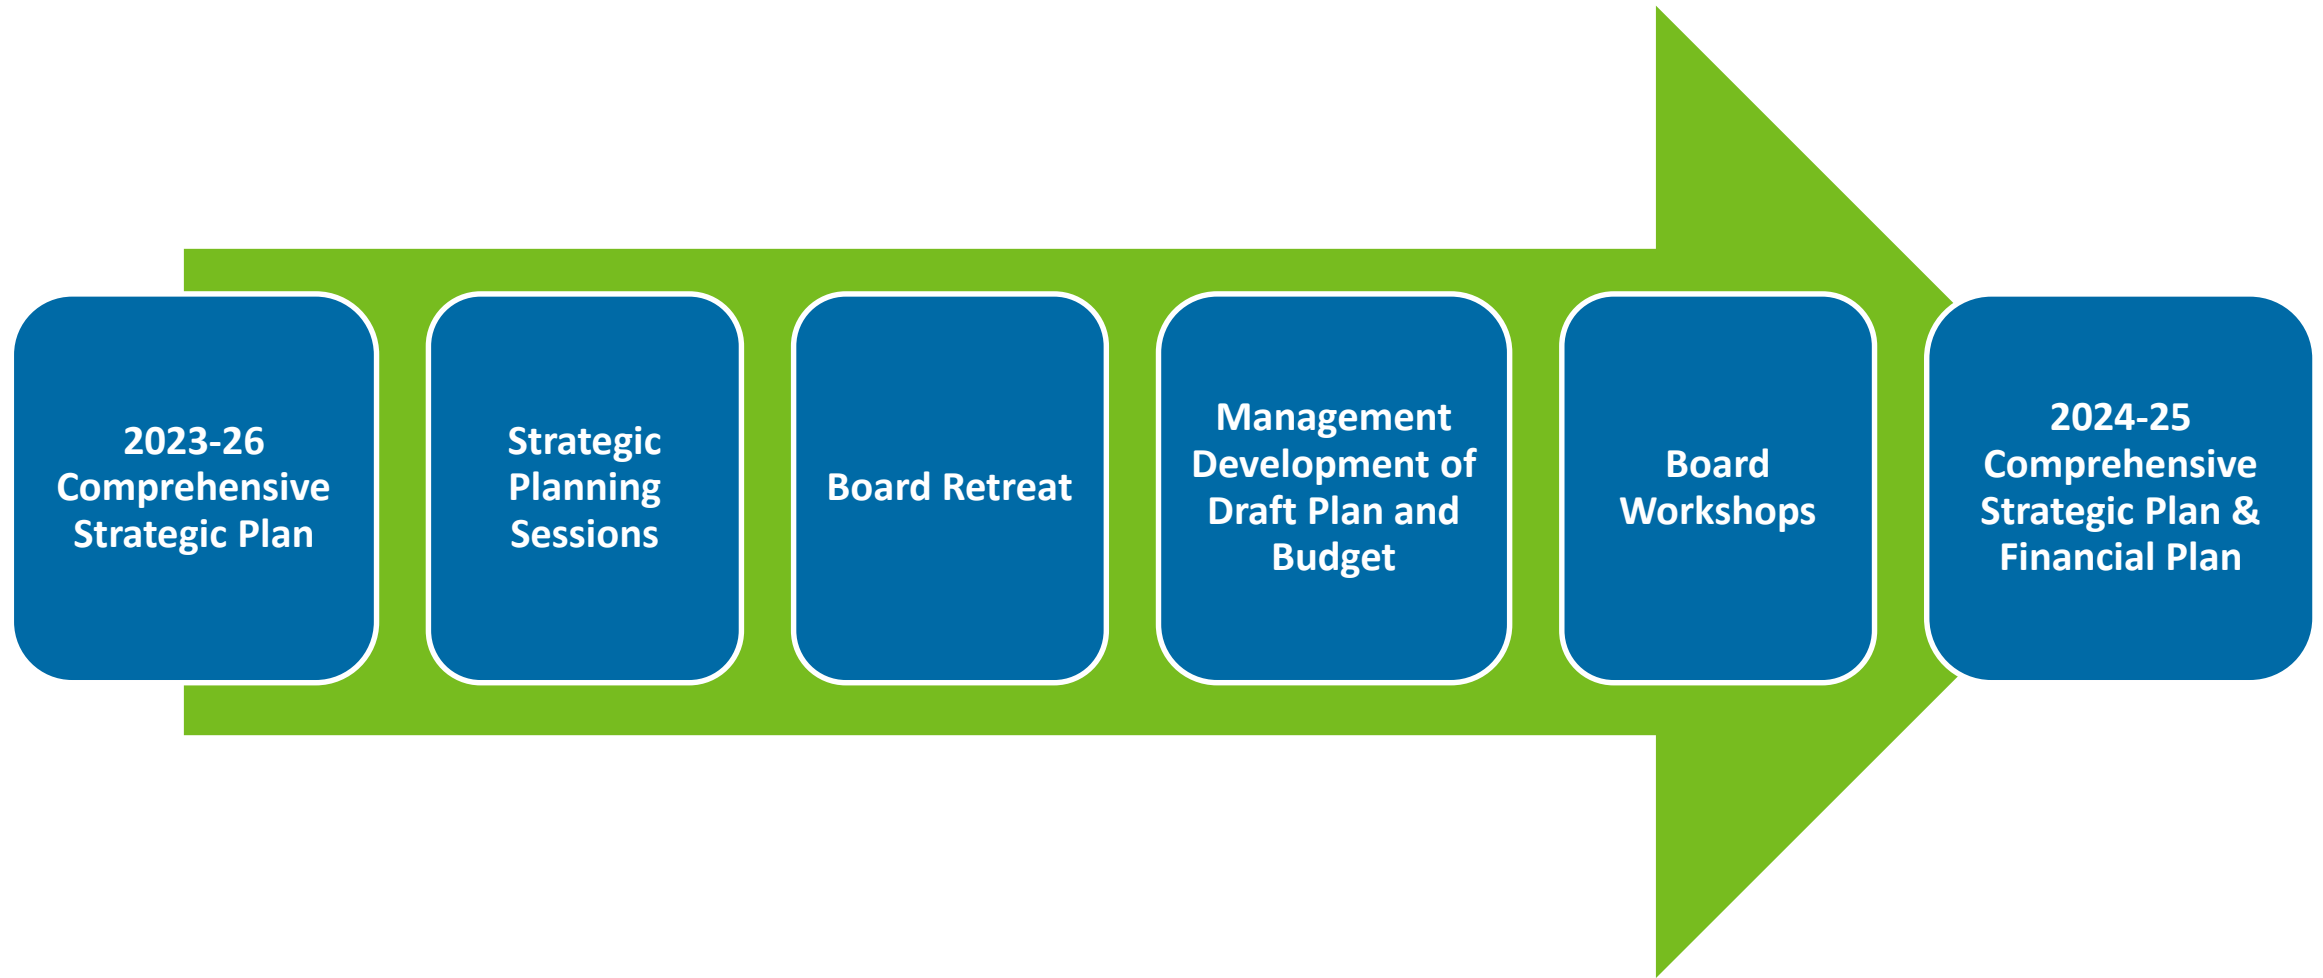 2023-26
Comprehensive
Strategic Plan
Strategic
Planning
Sessions
Board Retreat
Management
Development of
Draft Plan and
Budget
Board
Workshops
2024-25
Comprehensive
Strategic Plan &
Financial Plan